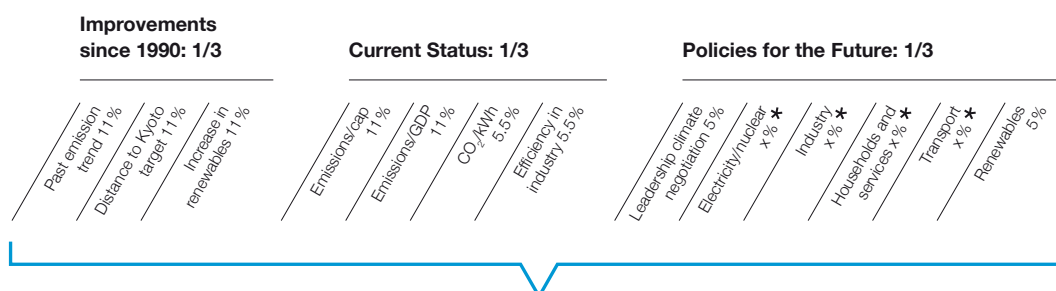 Improvements
since 1990: 1/3
Current Status: 1/3
Policies for the Future: 1/3
Past emission
trend 11%
Distance to Kyoto
target 11%
Increase in
renewables 11%
Emissions/cap
11%
Emissions/GDP
11%
CO₂/kWh
5.5%
Efficiency in
industry 5.5%
Leadership climate
negotiation 5%
Electricity/nuclear
x%*
Industry
x%*
Households and
services x%*
Transport
x%*
Renewables
5%